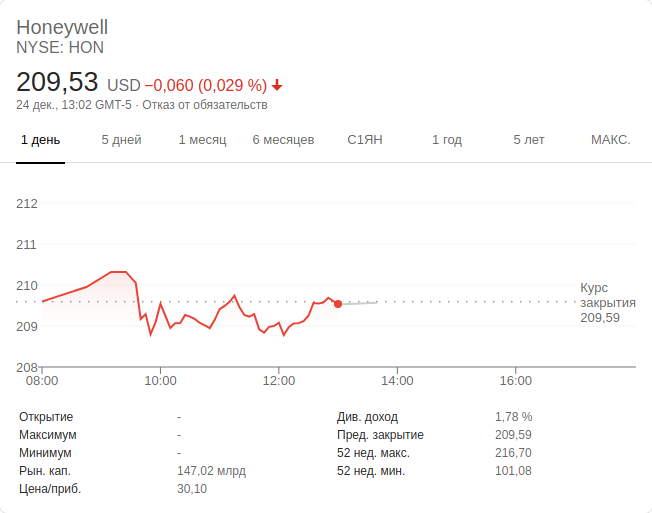 Honeywell
NYSE: HON
209,53 USD −0,060 (0,029 %)
24 дек., 13:02 GMT-5 · Отказ от обязательств
1 день 5 дней 1 месяц 6 месяцев С1ЯН 1 год 5 лет МАКС.
212
211
210
209
208
Курс
закрытия
209,59
08:00 10:00 12:00 14:00 16:00
Открытие - Див. доход 1,78 %
Максимум - Пред. закрытие 209,59
Минимум - 52 нед. макс. 216,70
Рын. кап. 147,02 млрд 52 нед. мин. 101,08
Цена/приб. 30,10